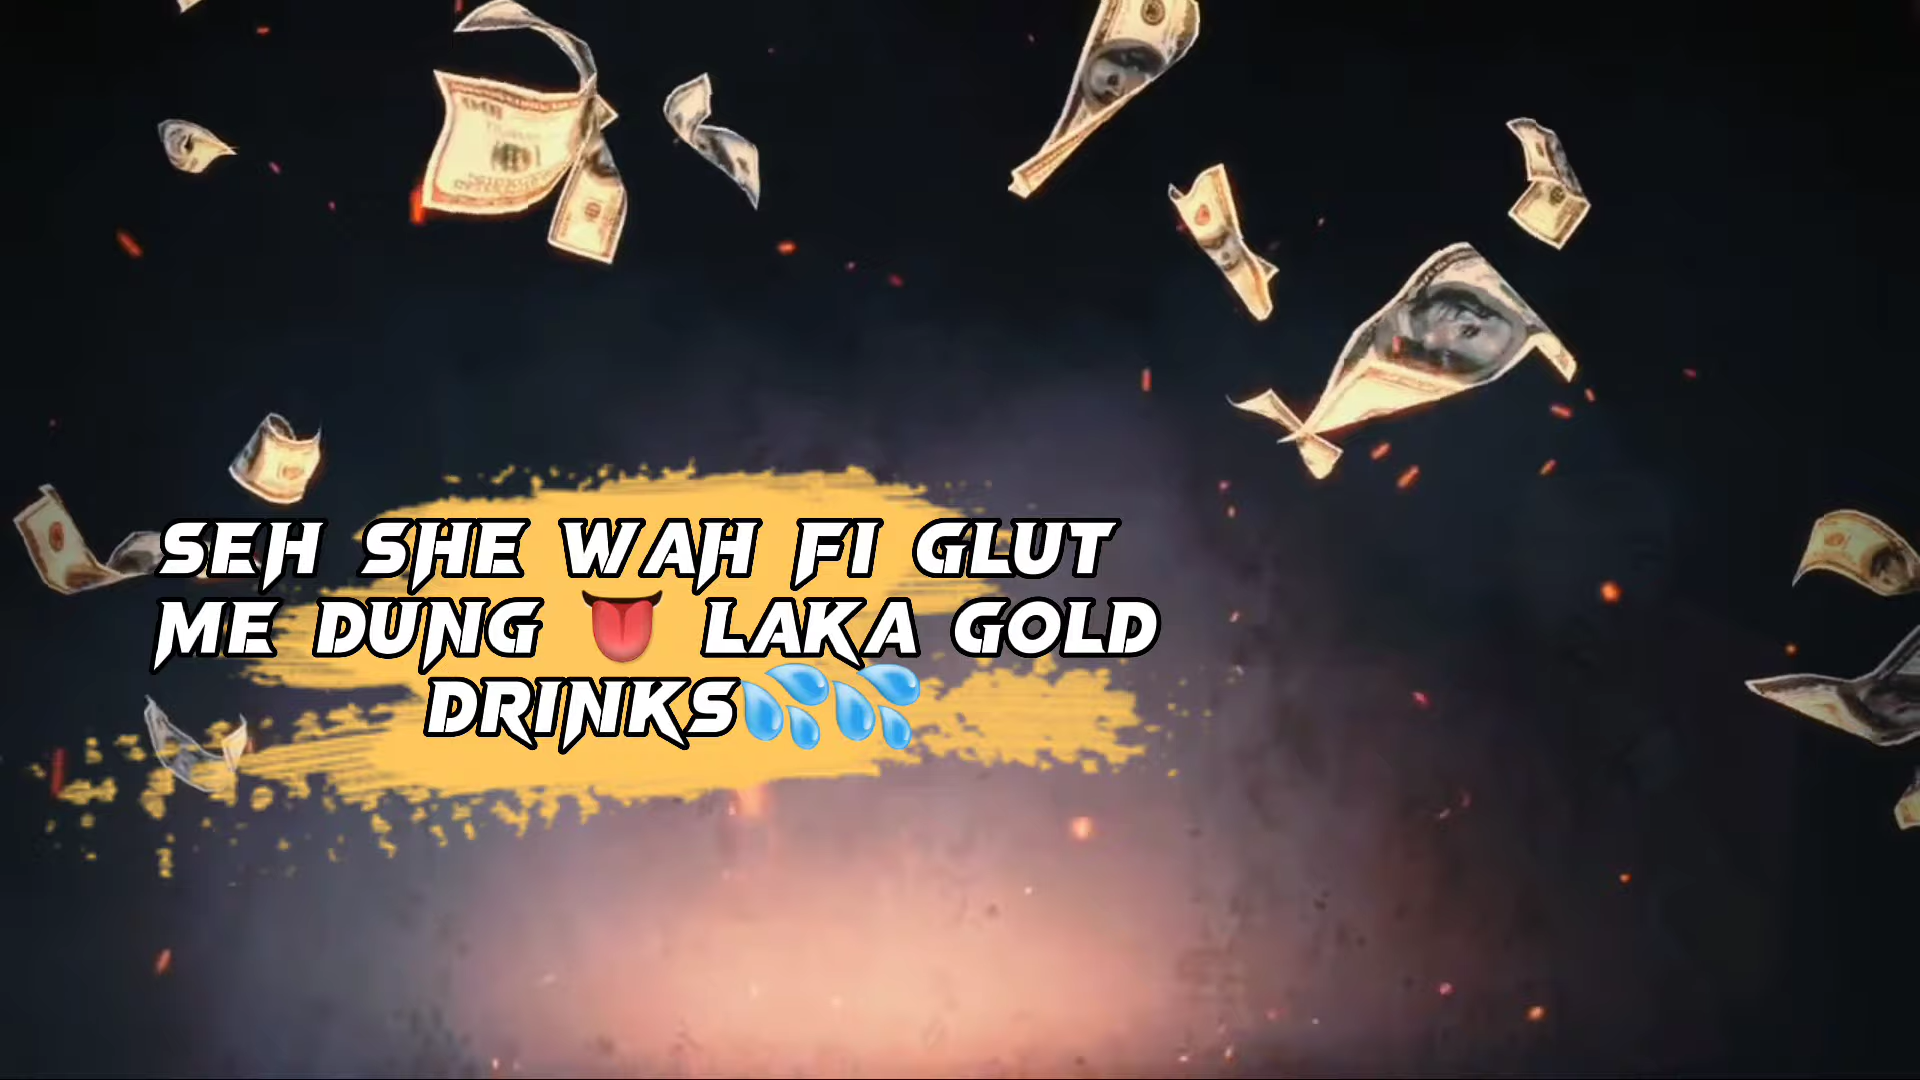 SEH SHE WAH FI GLUT
ME DUNG 👅 LAKA GOLD
DRINKS💦💦